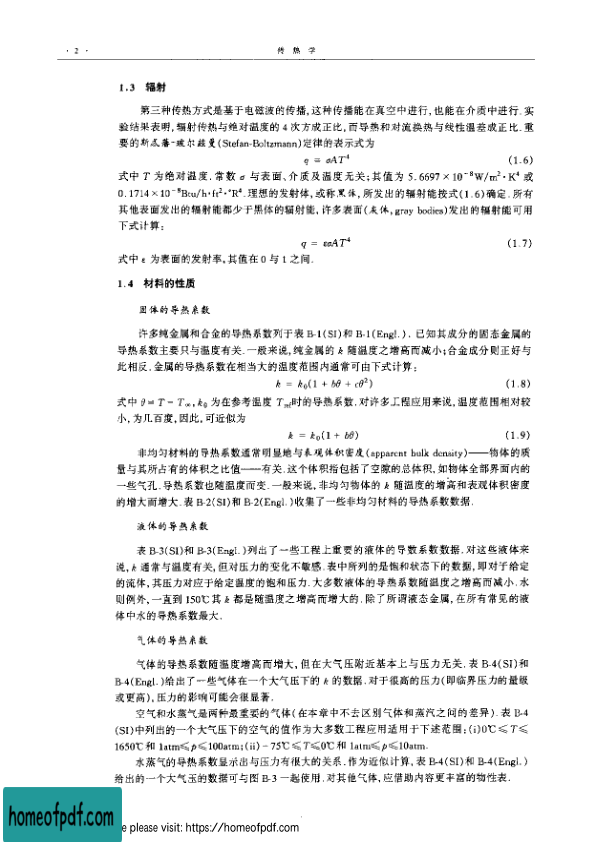 · 2 ·
传 热 学
1.3 辐射
第三种传热方式是基于电磁波的传播,这种传播能在真空中进行,也能在介质中进行.实
验结果表明,辐射传热与绝对温度的 4 次方成正比,而导热和对流换热与线性温差成正比.重
要的斯忒藩-玻尔兹曼(Stefan-Boltzmann)定律的表示式为
q = σAT⁴ (1.6)
式中 T 为绝对温度.常数 σ 与表面、介质及温度无关;其值为 5.6697×10⁻⁸W/m²·K⁴ 或
0.1714×10⁻⁸Btu/h·ft²·°R⁴.理想的发射体,或称黑体,所发出的辐射能按式(1.6)确定.所有
其他表面发出的辐射能都少于黑体的辐射能,许多表面(灰体,gray bodies)发出的辐射能可用
下式计算:
q = εσAT⁴ (1.7)
式中 ε 为表面的发射率,其值在 0 与 1 之间.
1.4 材料的性质
固体的导热系数
许多纯金属和合金的导热系数列于表 B-1(SI)和 B-1(Engl.). 已知其成分的固态金属的
导热系数主要只与温度有关.一般来说,纯金属的 k 随温度之增高而减小;合金成分则正好与
此相反.金属的导热系数在相当大的温度范围内通常可由下式计算:
k = k₀(1 + bθ + cθ²) (1.8)
式中 θ = T − T∞,k₀ 为在参考温度 Tref时的导热系数.对许多工程应用来说,温度范围相对较
小,为几百度,因此,可近似为
k = k₀(1 + bθ) (1.9)
非均匀材料的导热系数通常明显地与表观体积密度(apparent bulk density)——物体的质
量与其所占有的体积之比值——有关.这个体积指包括了空隙的总体积,如物体全部界面内的
一些气孔.导热系数也随温度而变.一般来说,非均匀物体的 k 随温度的增高和表观体积密度
的增大而增大.表 B-2(SI)和 B-2(Engl.)收集了一些非均匀材料的导热系数数据.
液体的导热系数
表 B-3(SI)和 B-3(Engl.)列出了一些工程上重要的液体的导数系数数据.对这些液体来
说,k 通常与温度有关,但对压力的变化不敏感.表中所列的是饱和状态下的数据,即对于给定
的流体,其压力对应于给定温度的饱和压力.大多数液体的导热系数随温度之增高而减小.水
则例外,一直到 150℃其 k 都是随温度之增高而增大的.除了所谓液态金属,在所有常见的液
体中水的导热系数最大.
气体的导热系数
气体的导热系数随温度增高而增大,但在大气压附近基本上与压力无关.表 B-4(SI)和
B-4(Engl.)给出了一些气体在一个大气压下的 k 的数据.对于很高的压力(即临界压力的量级
或更高),压力的影响可能会很显著.
空气和水蒸气是两种最重要的气体(在本章中不去区别气体和蒸汽之间的差异).表 B-4
(SI)中列出的一个大气压下的空气的值作为大多数工程应用适用于下述范围:(i)0℃≤T≤
1650℃和 1atm≤p≤100atm;(ii)−75℃≤T≤0℃和 1atm≤p≤10atm.
水蒸气的导热系数显示出与压力有很大的关系.作为近似计算,表 B-4(SI)和 B-4(Engl.)
给出的一个大气压的数据可与图 B-3 一起使用.对其他气体,应借助内容更丰富的物性表.
homeofpdf.com
please visit: https://homeofpdf.com